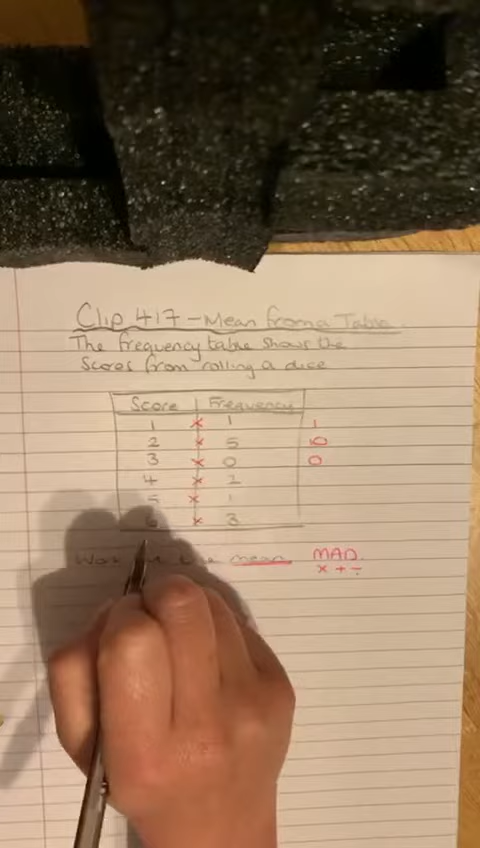 Clip 417 - Mean from a Table.
The frequency table shows the
Scores from rolling a dice
Score Frequency
1 × 1 1
2 × 5 10
3 × 0 0
4 × 2
5 × 1
6 × 3
mean MAD.
× + ÷